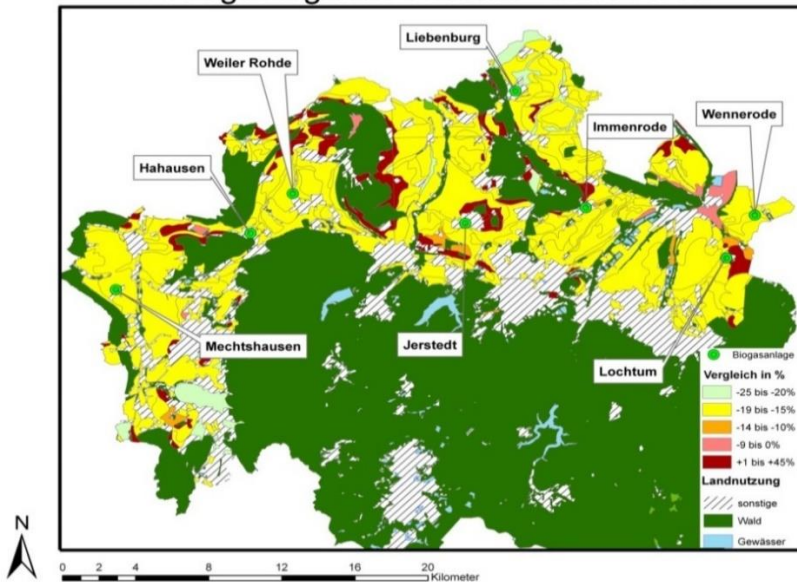 Liebenburg
Weiler Rohde
Wennerode
Immenrode
Hahausen
Mechtshausen
Jerstedt
Lochtum
Biogasanlage
Vergleich in %
-25 bis -20%
-19 bis -15%
-14 bis -10%
-9 bis 0%
+1 bis +45%
Landnutzung
sonstige
Wald
Gewässer
N
0 2 4 8 12 16 20
Kilometer